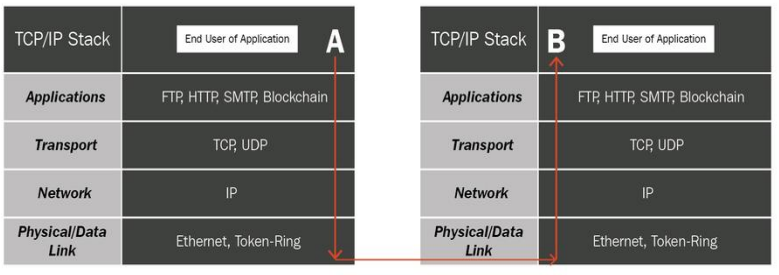 TCP/IP Stack
End User of Application
A
Applications
FTP, HTTP, SMTP, Blockchain
Transport
TCP, UDP
Network
IP
Physical/Data
Link
Ethernet, Token-Ring
TCP/IP Stack
B
End User of Application
Applications
FTP, HTTP, SMTP, Blockchain
Transport
TCP, UDP
Network
IP
Physical/Data
Link
Ethernet, Token-Ring